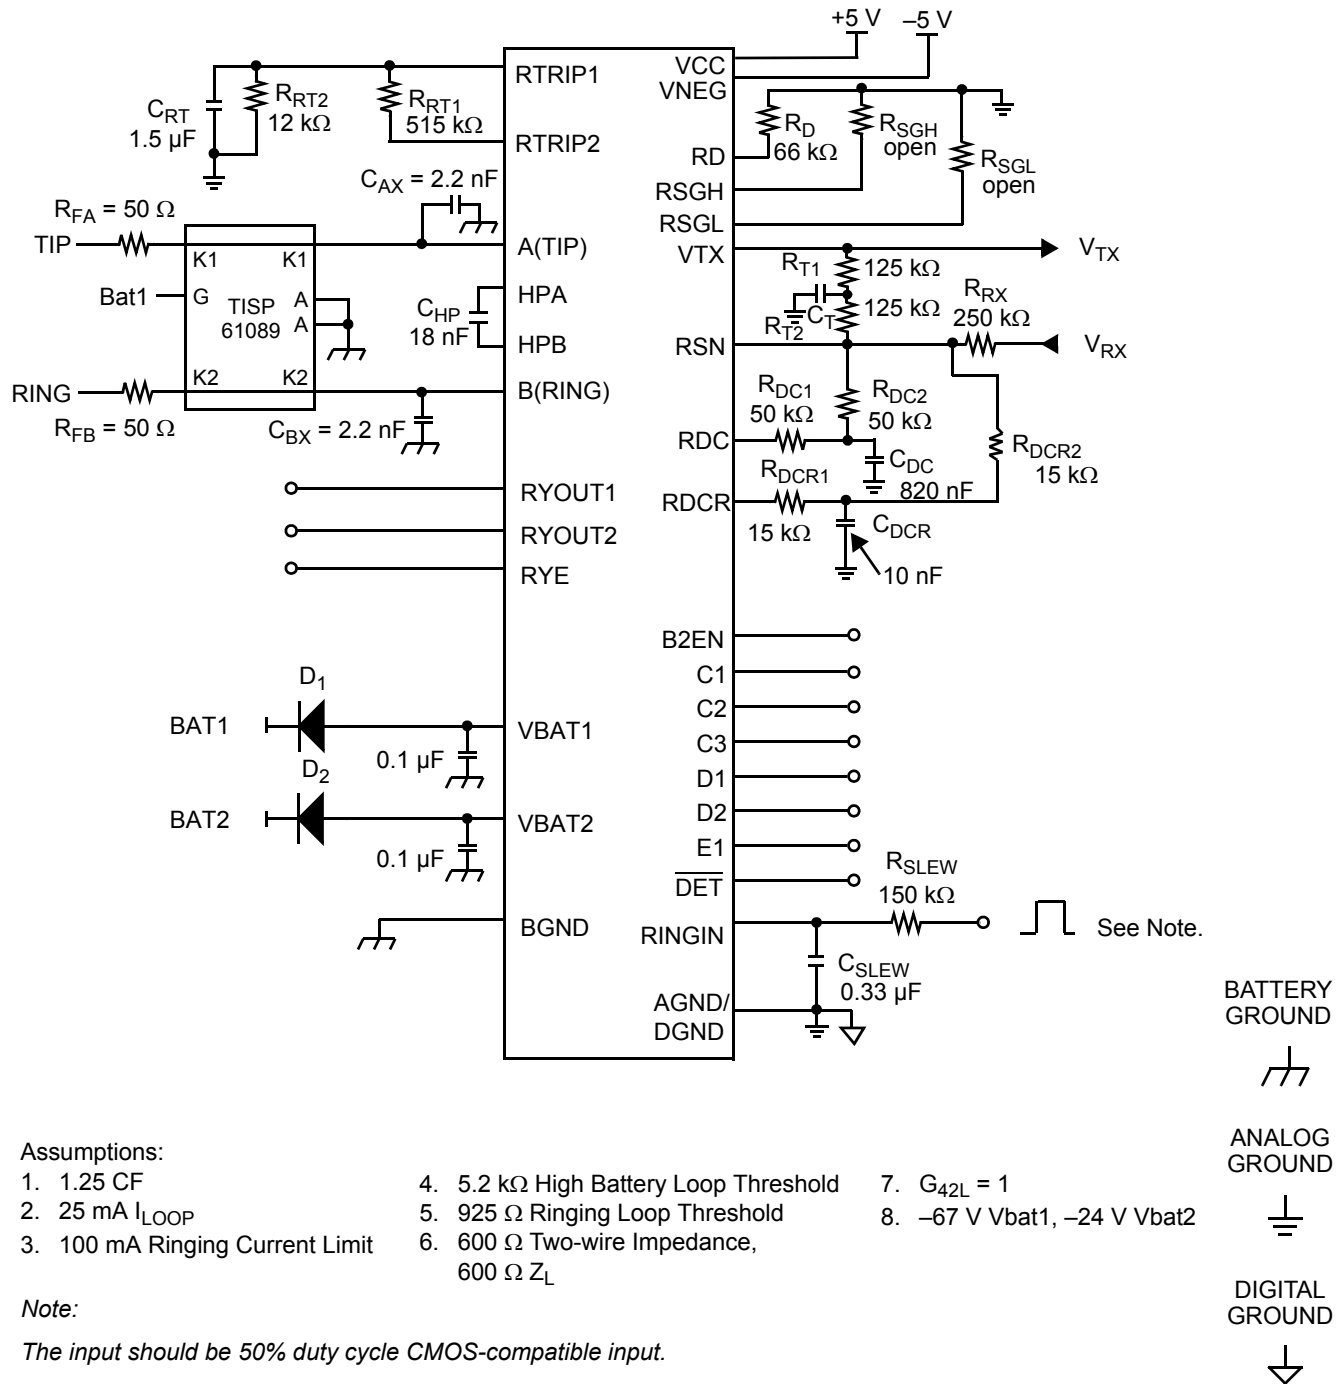 +5 V
–5 V
RTRIP1
VCC
VNEG
C_RT
1.5 µF
R_RT2
12 kΩ
R_RT1
515 kΩ
RTRIP2
R_D
66 kΩ
RD
R_SGH
open
R_SGL
open
RSGH
RSGL
C_AX = 2.2 nF
R_FA = 50 Ω
TIP
K1
K1
A(TIP)
VTX
V_TX
Bat1
G
TISP
61089
A
A
HPA
C_HP
18 nF
HPB
R_T1
125 kΩ
C_T
R_T2
125 kΩ
R_RX
250 kΩ
RSN
V_RX
RING
K2
K2
B(RING)
R_FB = 50 Ω
C_BX = 2.2 nF
R_DC1
50 kΩ
R_DC2
50 kΩ
RDC
C_DC
820 nF
R_DCR2
15 kΩ
R_DCR1
15 kΩ
RDCR
C_DCR
10 nF
RYOUT1
RYOUT2
RYE
B2EN
C1
C2
C3
D1
D2
E1
DET
D_1
BAT1
VBAT1
0.1 µF
D_2
BAT2
VBAT2
0.1 µF
R_SLEW
150 kΩ
BGND
RINGIN
See Note.
C_SLEW
0.33 µF
AGND/
DGND
BATTERY
GROUND
ANALOG
GROUND
DIGITAL
GROUND
Assumptions:
1. 1.25 CF
2. 25 mA I_LOOP
3. 100 mA Ringing Current Limit
4. 5.2 kΩ High Battery Loop Threshold
5. 925 Ω Ringing Loop Threshold
6. 600 Ω Two-wire Impedance,
600 Ω Z_L
7. G_42L = 1
8. –67 V Vbat1, –24 V Vbat2
Note:
The input should be 50% duty cycle CMOS-compatible input.